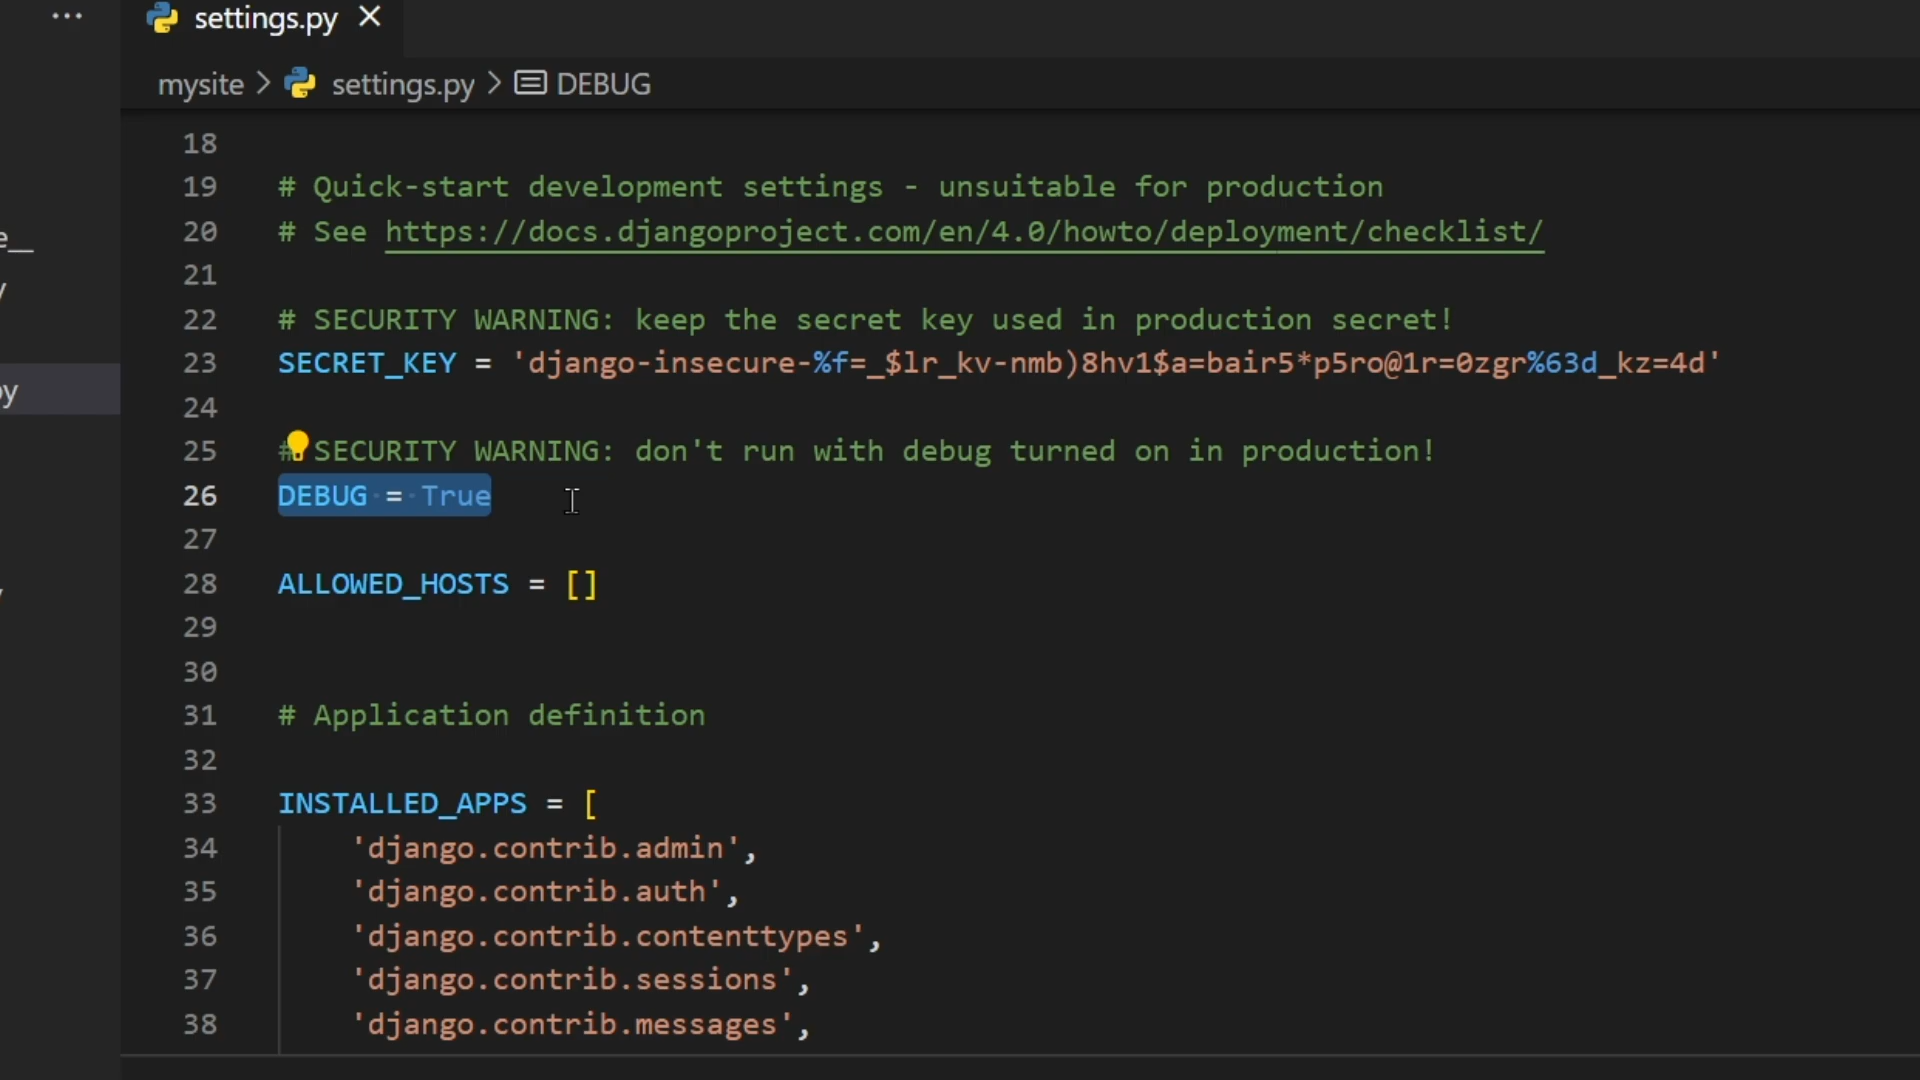 settings.py
mysite > settings.py > DEBUG
18
19 # Quick-start development settings - unsuitable for production
20 # See https://docs.djangoproject.com/en/4.0/howto/deployment/checklist/
21
22 # SECURITY WARNING: keep the secret key used in production secret!
23 SECRET_KEY = 'django-insecure-%f=_$lr_kv-nmb)8hv1$a=bair5*p5ro@1r=0zgr%63d_kz=4d'
24
25 # SECURITY WARNING: don't run with debug turned on in production!
26 DEBUG = True
27
28 ALLOWED_HOSTS = []
29
30
31 # Application definition
32
33 INSTALLED_APPS = [
34 'django.contrib.admin',
35 'django.contrib.auth',
36 'django.contrib.contenttypes',
37 'django.contrib.sessions',
38 'django.contrib.messages',